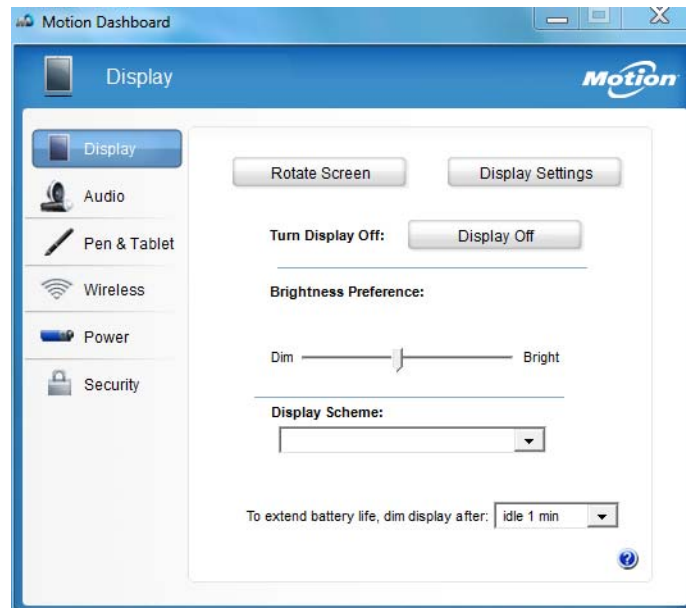 Motion Dashboard
Display
Motion
Display
Audio
Pen & Tablet
Wireless
Power
Security
Rotate Screen Display Settings
Turn Display Off: Display Off
Brightness Preference:
Dim Bright
Display Scheme:
To extend battery life, dim display after: idle 1 min
?